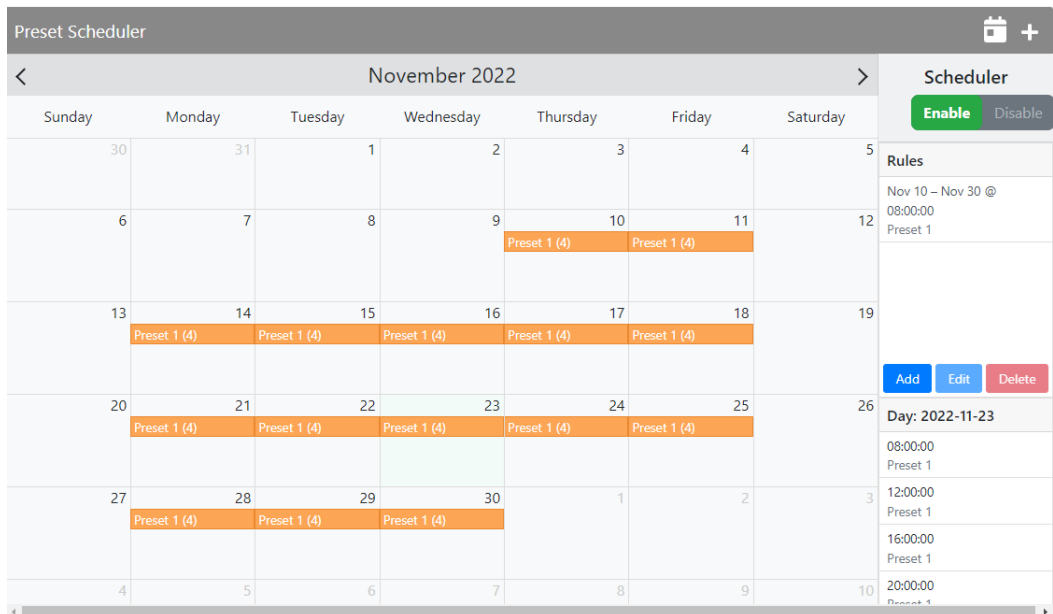 Preset Scheduler
November 2022
Sunday Monday Tuesday Wednesday Thursday Friday Saturday
30 31 1 2 3 4 5
6 7 8 9 10 11 12
Preset 1 (4) Preset 1 (4)
13 14 15 16 17 18 19
Preset 1 (4) Preset 1 (4) Preset 1 (4) Preset 1 (4) Preset 1 (4)
20 21 22 23 24 25 26
Preset 1 (4) Preset 1 (4) Preset 1 (4) Preset 1 (4) Preset 1 (4)
27 28 29 30 1 2 3
Preset 1 (4) Preset 1 (4) Preset 1 (4)
4 5 6 7 8 9 10
Scheduler
Enable Disable
Rules
Nov 10 – Nov 30 @
08:00:00
Preset 1
Add Edit Delete
Day: 2022-11-23
08:00:00
Preset 1
12:00:00
Preset 1
16:00:00
Preset 1
20:00:00
Preset 1